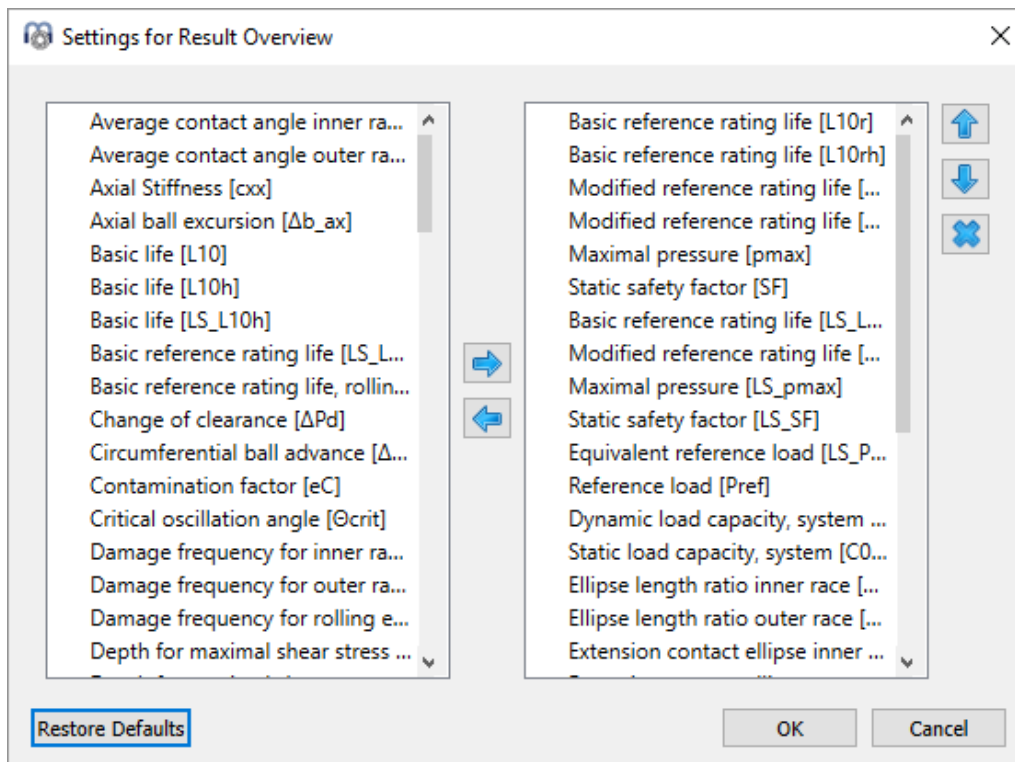 Settings for Result Overview
Average contact angle inner ra...
Average contact angle outer ra...
Axial Stiffness [cxx]
Axial ball excursion [Δb_ax]
Basic life [L10]
Basic life [L10h]
Basic life [LS_L10h]
Basic reference rating life [LS_L...
Basic reference rating life, rollin...
Change of clearance [ΔPd]
Circumferential ball advance [Δ...
Contamination factor [eC]
Critical oscillation angle [Θcrit]
Damage frequency for inner ra...
Damage frequency for outer ra...
Damage frequency for rolling e...
Depth for maximal shear stress ...
Basic reference rating life [L10r]
Basic reference rating life [L10rh]
Modified reference rating life [...
Modified reference rating life [...
Maximal pressure [pmax]
Static safety factor [SF]
Basic reference rating life [LS_L...
Modified reference rating life [...
Maximal pressure [LS_pmax]
Static safety factor [LS_SF]
Equivalent reference load [LS_P...
Reference load [Pref]
Dynamic load capacity, system ...
Static load capacity, system [C0...
Ellipse length ratio inner race [...
Ellipse length ratio outer race [...
Extension contact ellipse inner ...
Restore Defaults
OK
Cancel